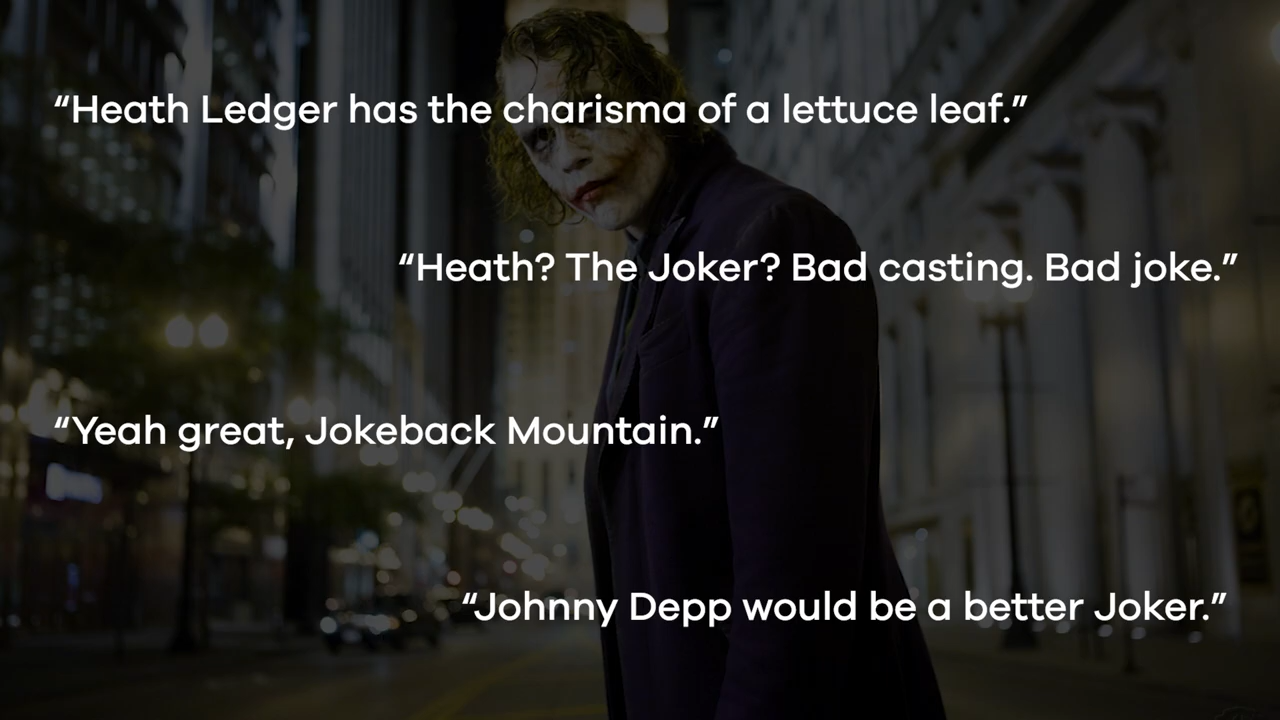 “Heath Ledger has the charisma of a lettuce leaf.”
“Heath? The Joker? Bad casting. Bad joke.”
“Yeah great, Jokeback Mountain.”
“Johnny Depp would be a better Joker.”